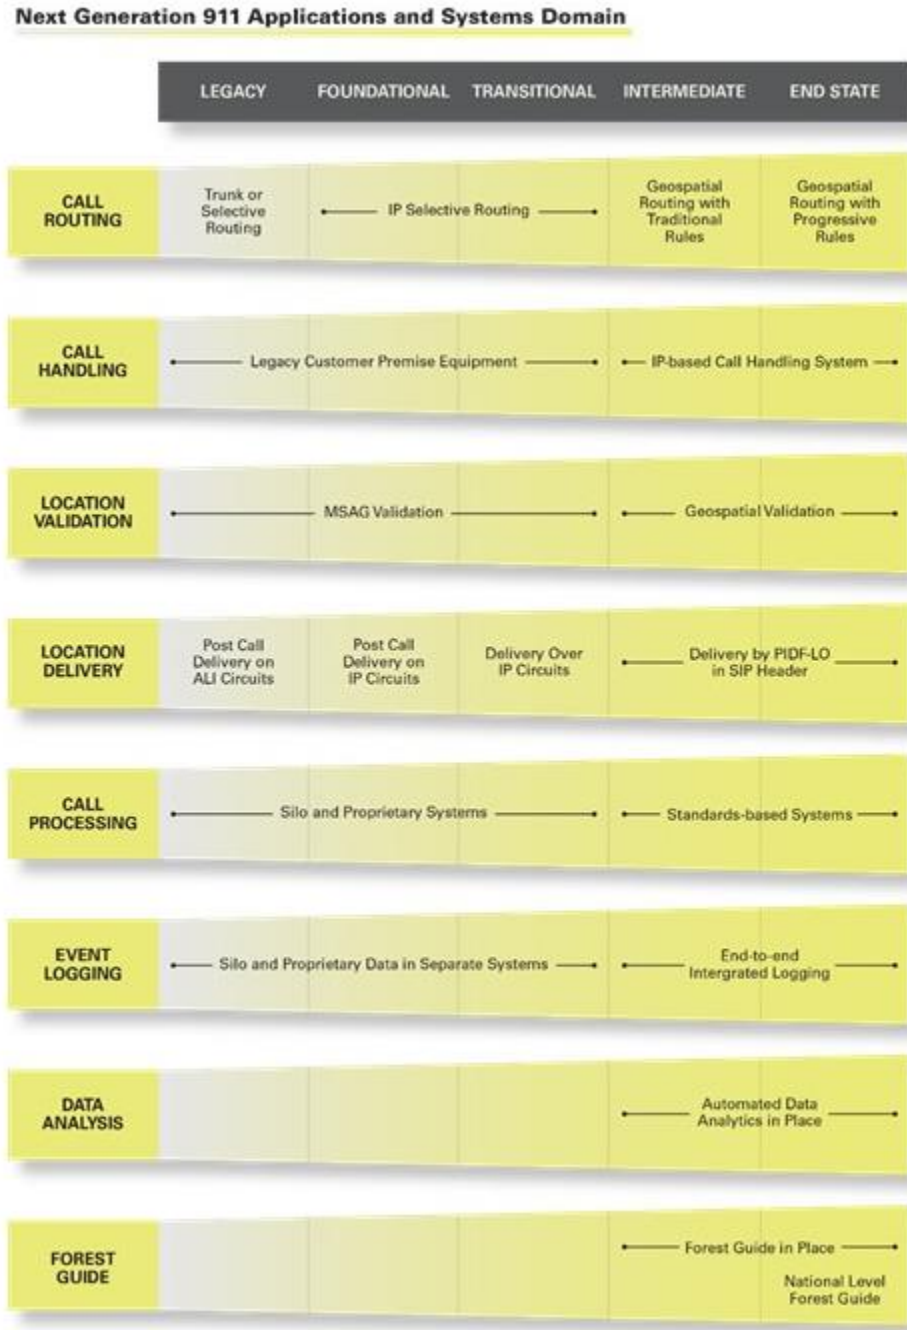 Next Generation 911 Applications and Systems Domain
LEGACY FOUNDATIONAL TRANSITIONAL INTERMEDIATE END STATE
CALL
ROUTING
Trunk or
Selective
Routing
IP Selective Routing
Geospatial
Routing with
Traditional
Rules
Geospatial
Routing with
Progressive
Rules
CALL
HANDLING
Legacy Customer Premise Equipment
IP-based Call Handling System
LOCATION
VALIDATION
MSAG Validation
Geospatial Validation
LOCATION
DELIVERY
Post Call
Delivery on
ALI Circuits
Post Call
Delivery on
IP Circuits
Delivery Over
IP Circuits
Delivery by PIDF-LO
in SIP Header
CALL
PROCESSING
Silo and Proprietary Systems
Standards-based Systems
EVENT
LOGGING
Silo and Proprietary Data in Separate Systems
End-to-end
Intergrated Logging
DATA
ANALYSIS
Automated Data
Analytics in Place
FOREST
GUIDE
Forest Guide in Place
National Level
Forest Guide